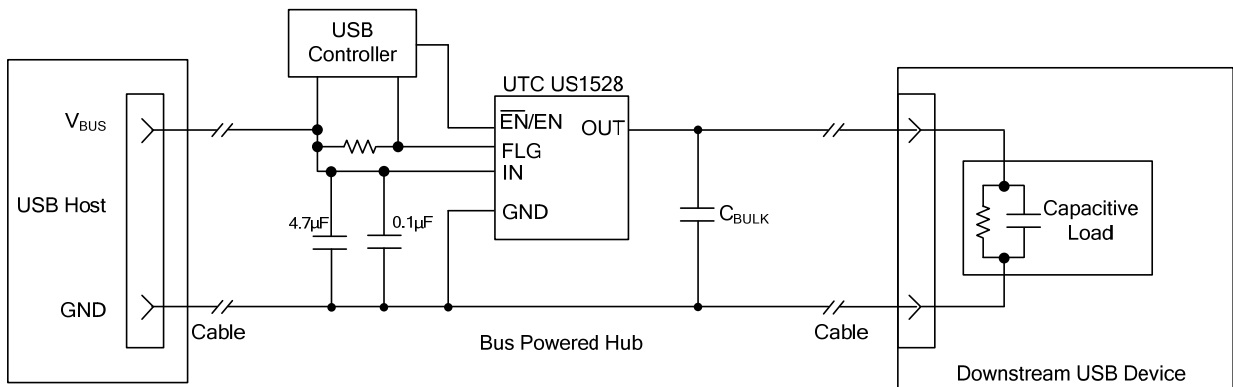 USB
Controller
UTC US1528
V_BUS
USB Host
GND
Cable
4.7µF
0.1µF
E̅N̅/EN
FLG
IN
GND
OUT
C_BULK
Bus Powered Hub
Cable
Capacitive
Load
Downstream USB Device